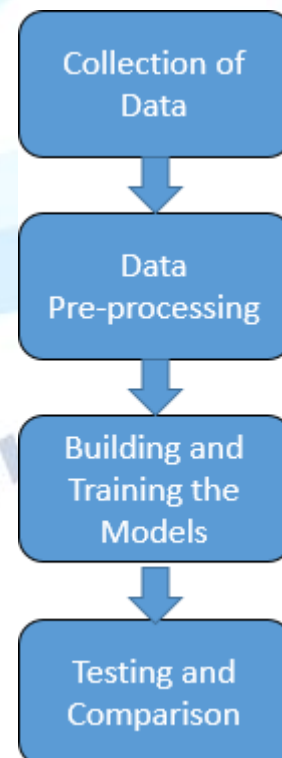 Collection of
Data
Data
Pre-processing
Building and
Training the
Models
Testing and
Comparison